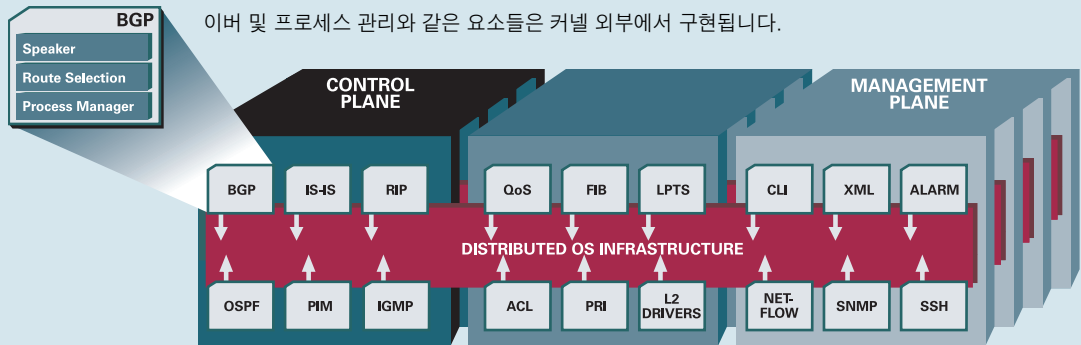 BGP
Speaker
Route Selection
Process Manager
이버 및 프로세스 관리와 같은 요소들은 커널 외부에서 구현됩니다.
CONTROL
PLANE
MANAGEMENT
PLANE
BGP
IS-IS
RIP
QoS
FIB
LPTS
CLI
XML
ALARM
DISTRIBUTED OS INFRASTRUCTURE
OSPF
PIM
IGMP
ACL
PRI
L2
DRIVERS
NET-
FLOW
SNMP
SSH